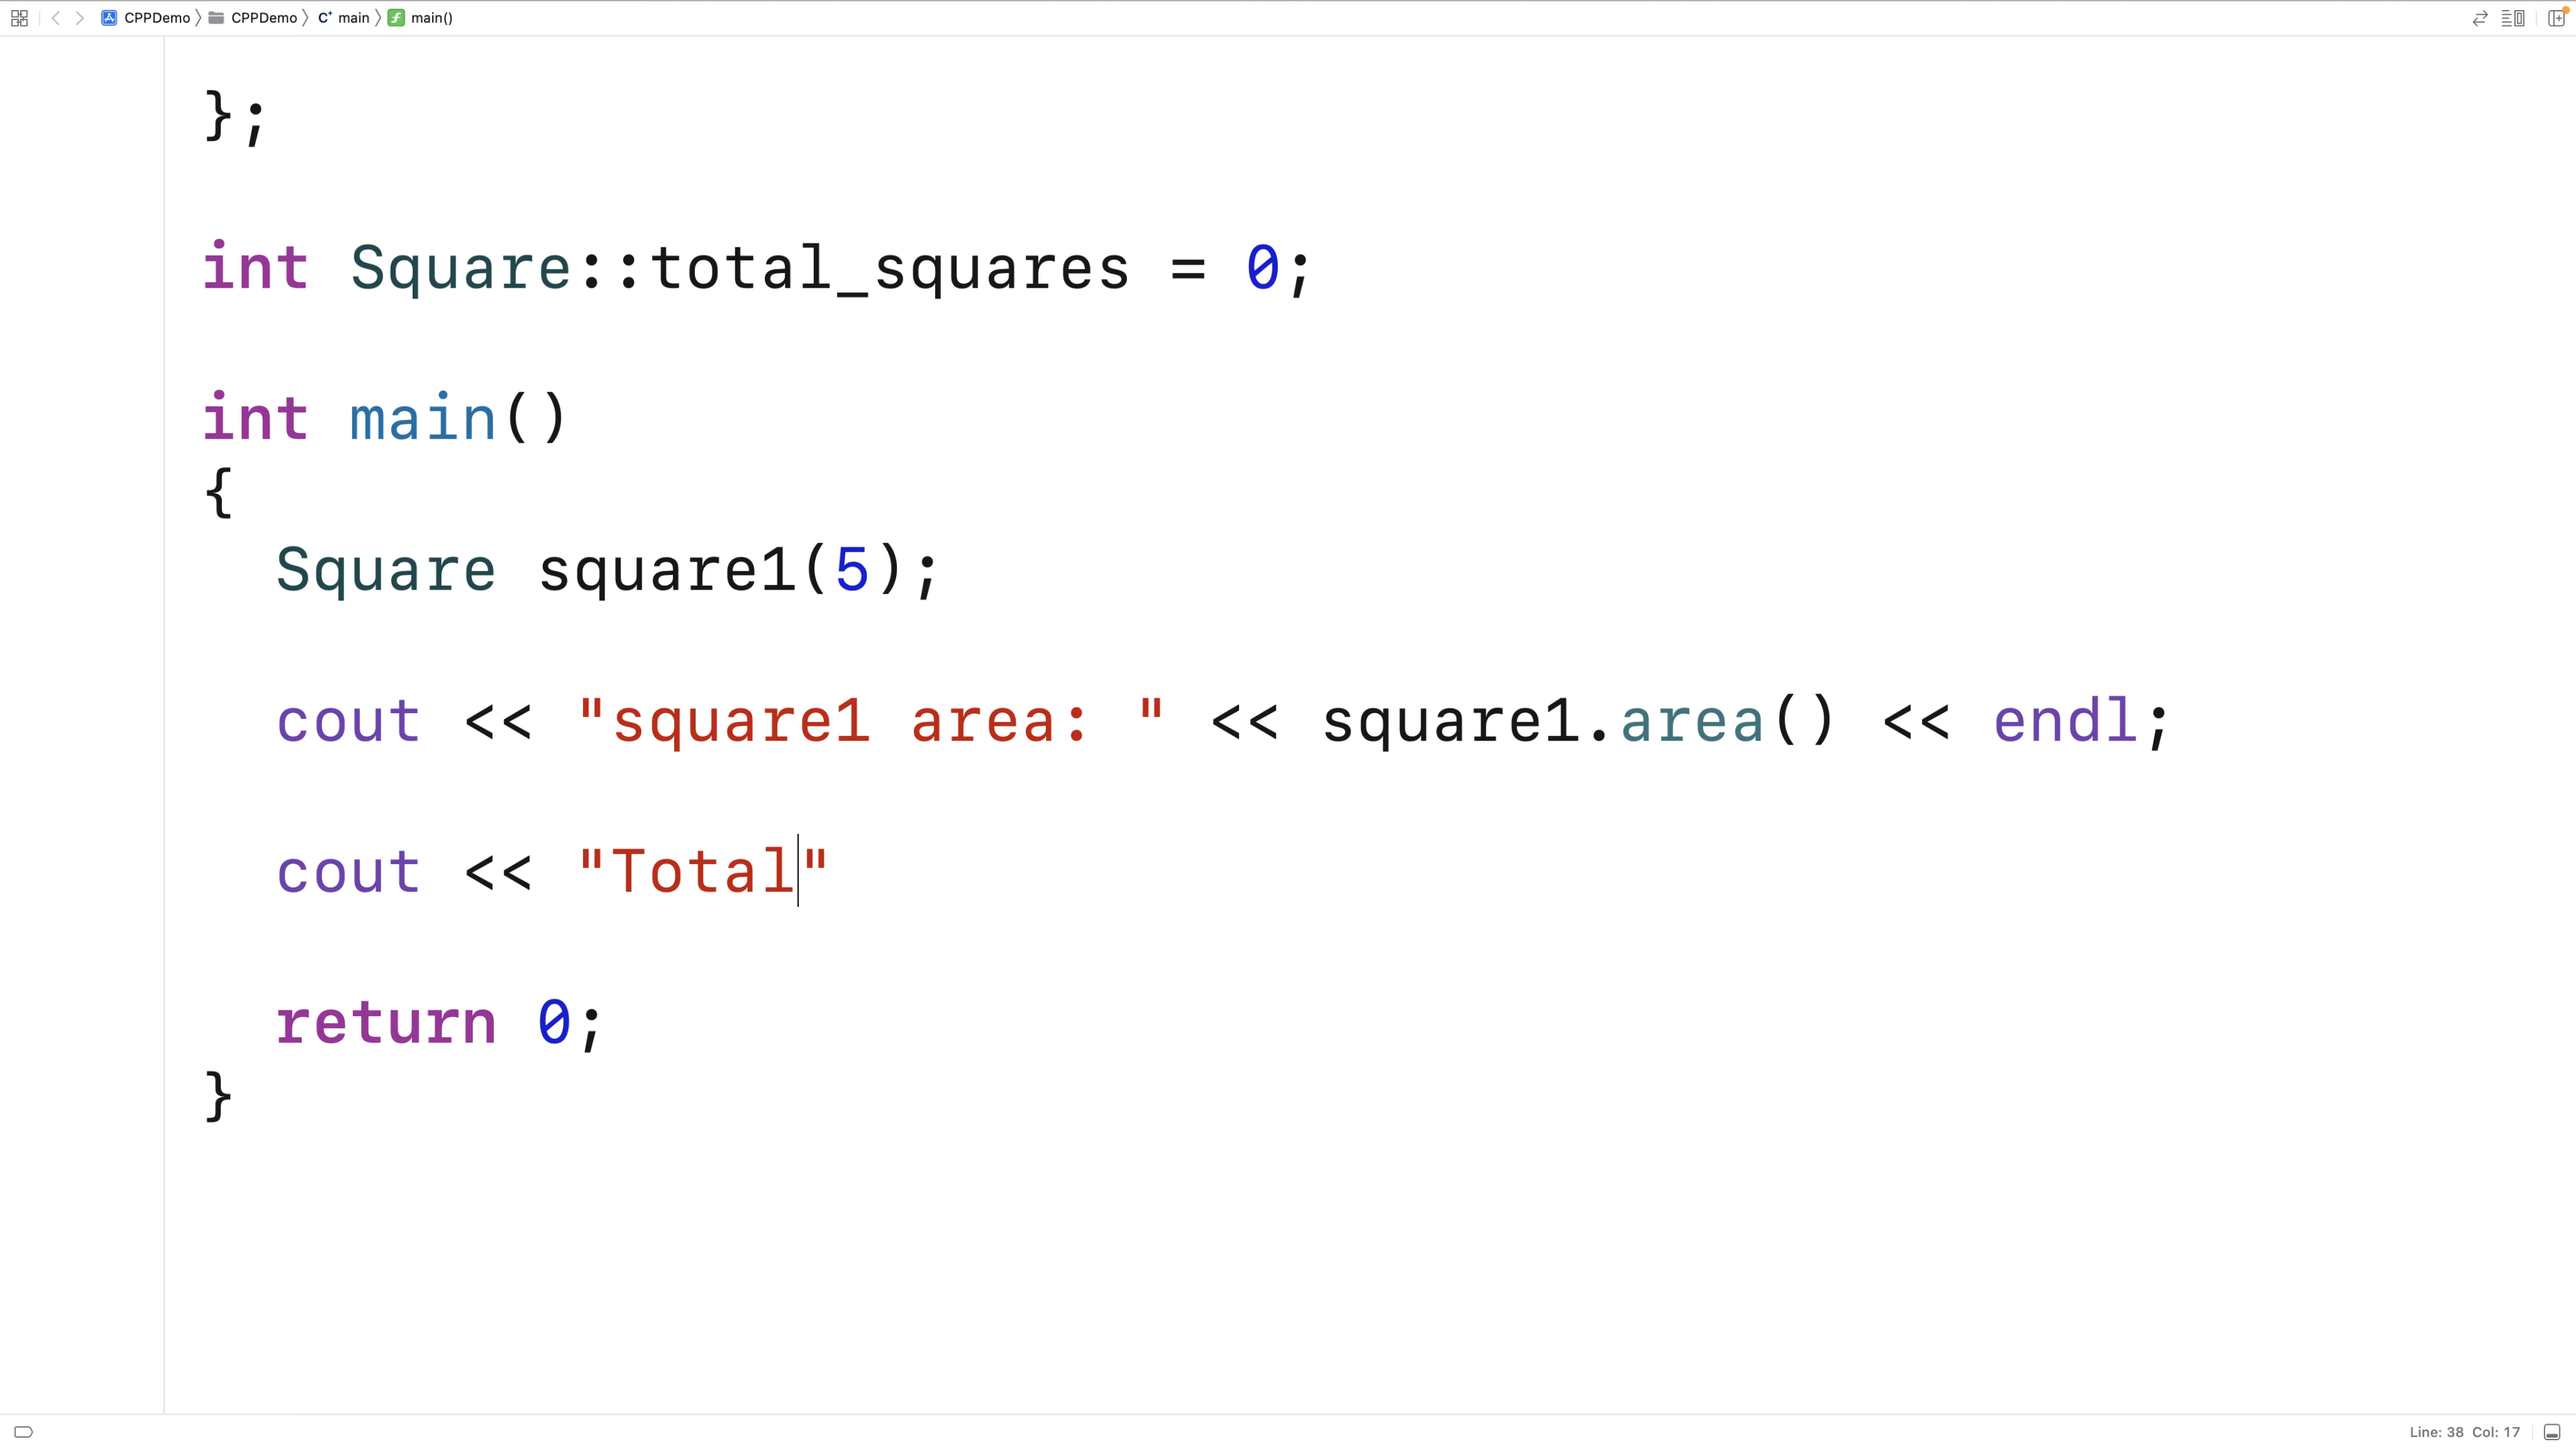 CPPDemo 〉 CPPDemo 〉 C+ main 〉 f main()
};
int Square::total_squares = 0;
int main()
{
Square square1(5);
cout << "square1 area: " << square1.area() << endl;
cout << "Total"
return 0;
}
Line: 38 Col: 17